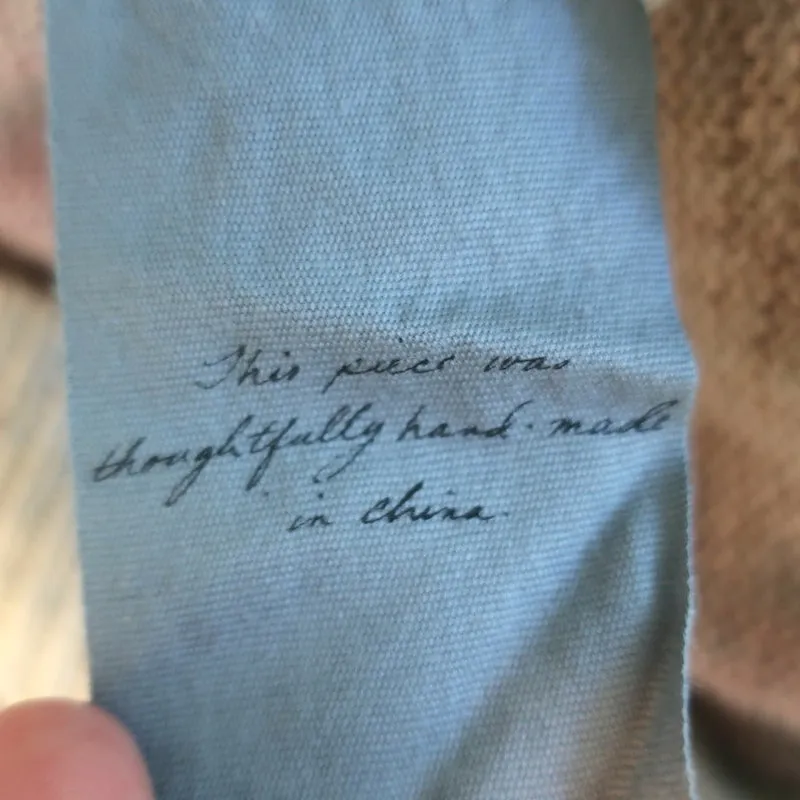 This piece was
thoughtfully hand-made
in china.